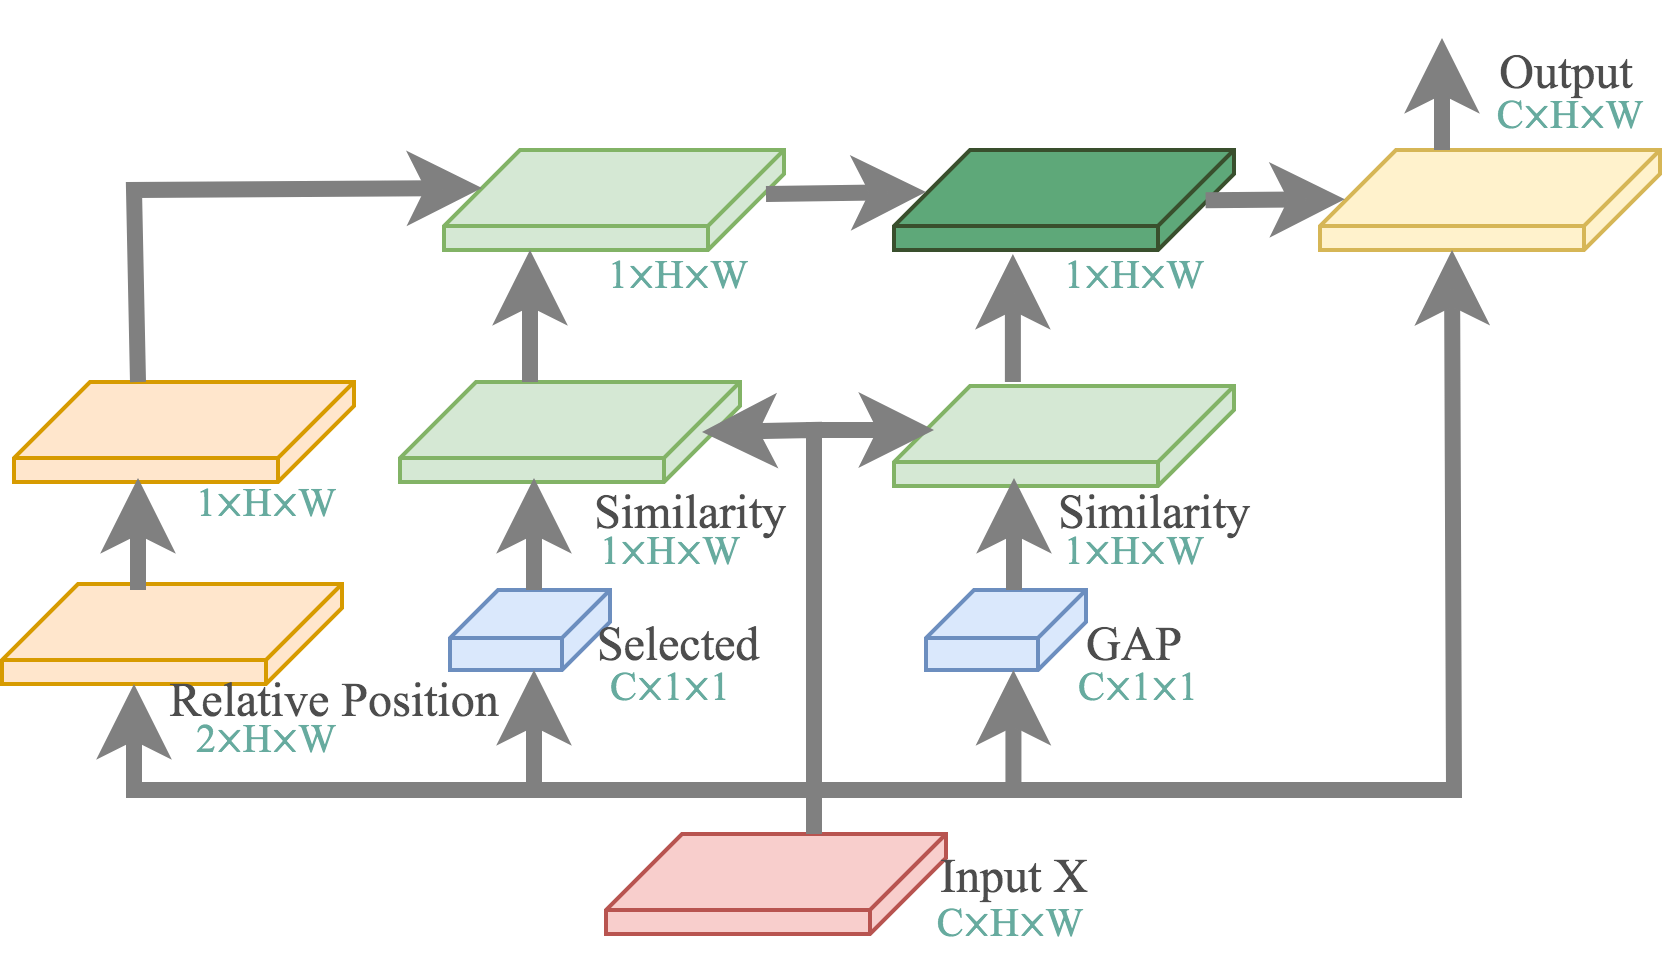 Output
C×H×W
1×H×W
1×H×W
1×H×W
Similarity
1×H×W
Similarity
1×H×W
Selected
C×1×1
GAP
C×1×1
Relative Position
2×H×W
Input X
C×H×W